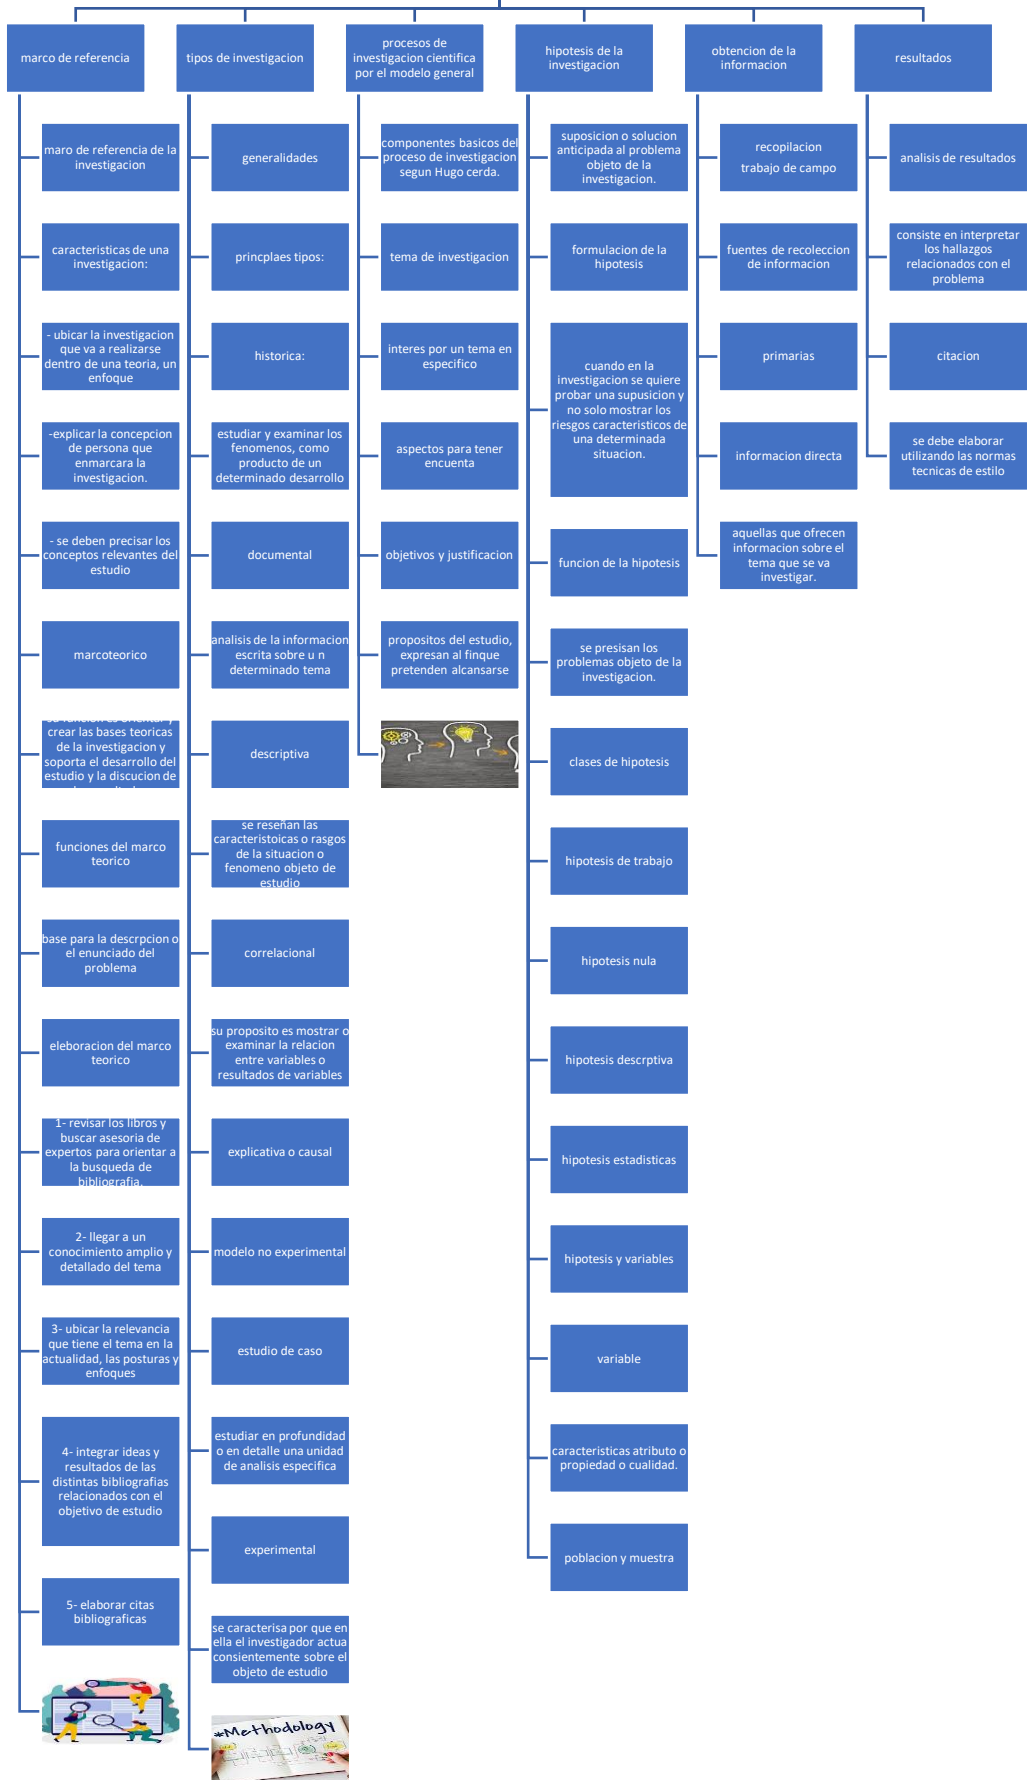 marco de referencia
tipos de investigacion
procesos de
investigacion cientifica
por el modelo general
hipotesis de la
investigacion
obtencion de la
informacion
resultados
maro de referencia de la
investigacion
caracteristicas de una
investigacion:
- ubicar la investigacion
que va a realizarse
dentro de una teoria, un
enfoque
-explicar la concepcion
de persona que
enmarcara la
investigacion.
- se deben precisar los
conceptos relevantes del
estudio
marcoteorico
su funcion es orientar y
crear las bases teoricas
de la investigacion y
soporta el desarrollo del
estudio y la discucion de
funciones del marco
teorico
base para la descrpcion o
el enunciado del
problema
eleboracion del marco
teorico
1- revisar los libros y
buscar asesoria de
expertos para orientar a
la busqueda de
bibliografia.
2- llegar a un
conocimiento amplio y
detallado del tema
3- ubicar la relevancia
que tiene el tema en la
actualidad, las posturas y
enfoques
4- integrar ideas y
resultados de las
distintas bibliografias
relacionados con el
objetivo de estudio
5- elaborar citas
bibliograficas
generalidades
princplaes tipos:
historica:
estudiar y examinar los
fenomenos, como
producto de un
determinado desarrollo
documental
analisis de la informacion
escrita sobre u n
determinado tema
descriptiva
se reseñan las
caracteristoicas o rasgos
de la situacion o
fenomeno objeto de
estudio
correlacional
su proposito es mostrar o
examinar la relacion
entre variables o
resultados de variables
explicativa o causal
modelo no experimental
estudio de caso
estudiar en profundidad
o en detalle una unidad
de analisis especifica
experimental
se caracterisa por que en
ella el investigador actua
consientemente sobre el
objeto de estudio
*Methodology
componentes basicos del
proceso de investigacion
segun Hugo cerda.
tema de investigacion
interes por un tema en
especifico
aspectos para tener
encuenta
objetivos y justificacion
propositos del estudio,
expresan al finque
pretenden alcansarse
suposicion o solucion
anticipada al problema
objeto de la
investigacion.
formulacion de la
hipotesis
cuando en la
investigacion se quiere
probar una supusicion y
no solo mostrar los
riesgos caracteristicos de
una determinada
situacion.
funcion de la hipotesis
se presisan los
problemas objeto de la
investigacion.
clases de hipotesis
hipotesis de trabajo
hipotesis nula
hipotesis descrptiva
hipotesis estadisticas
hipotesis y variables
variable
caracteristicas atributo o
propiedad o cualidad.
poblacion y muestra
recopilacion
trabajo de campo
fuentes de recoleccion
de informacion
primarias
informacion directa
aquellas que ofrecen
informacion sobre el
tema que se va
investigar.
analisis de resultados
consiste en interpretar
los hallazgos
relacionados con el
problema
citacion
se debe elaborar
utilizando las normas
tecnicas de estilo